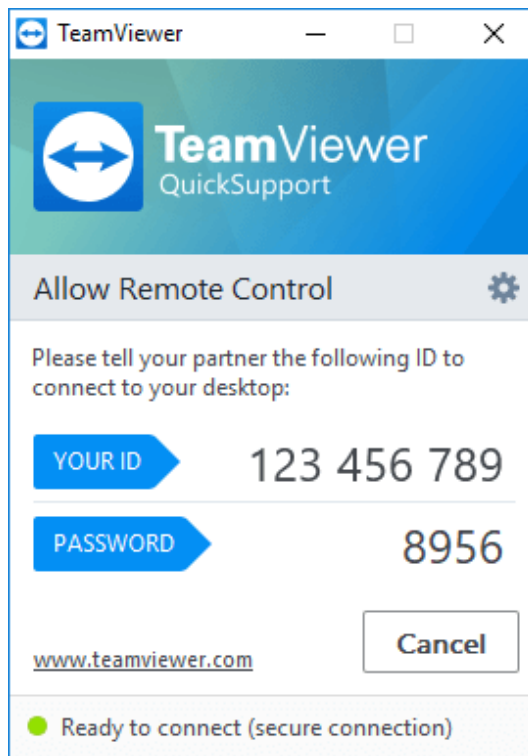 TeamViewer
TeamViewer
QuickSupport
Allow Remote Control
Please tell your partner the following ID to
connect to your desktop:
YOUR ID 123 456 789
PASSWORD 8956
Cancel
www.teamviewer.com
Ready to connect (secure connection)